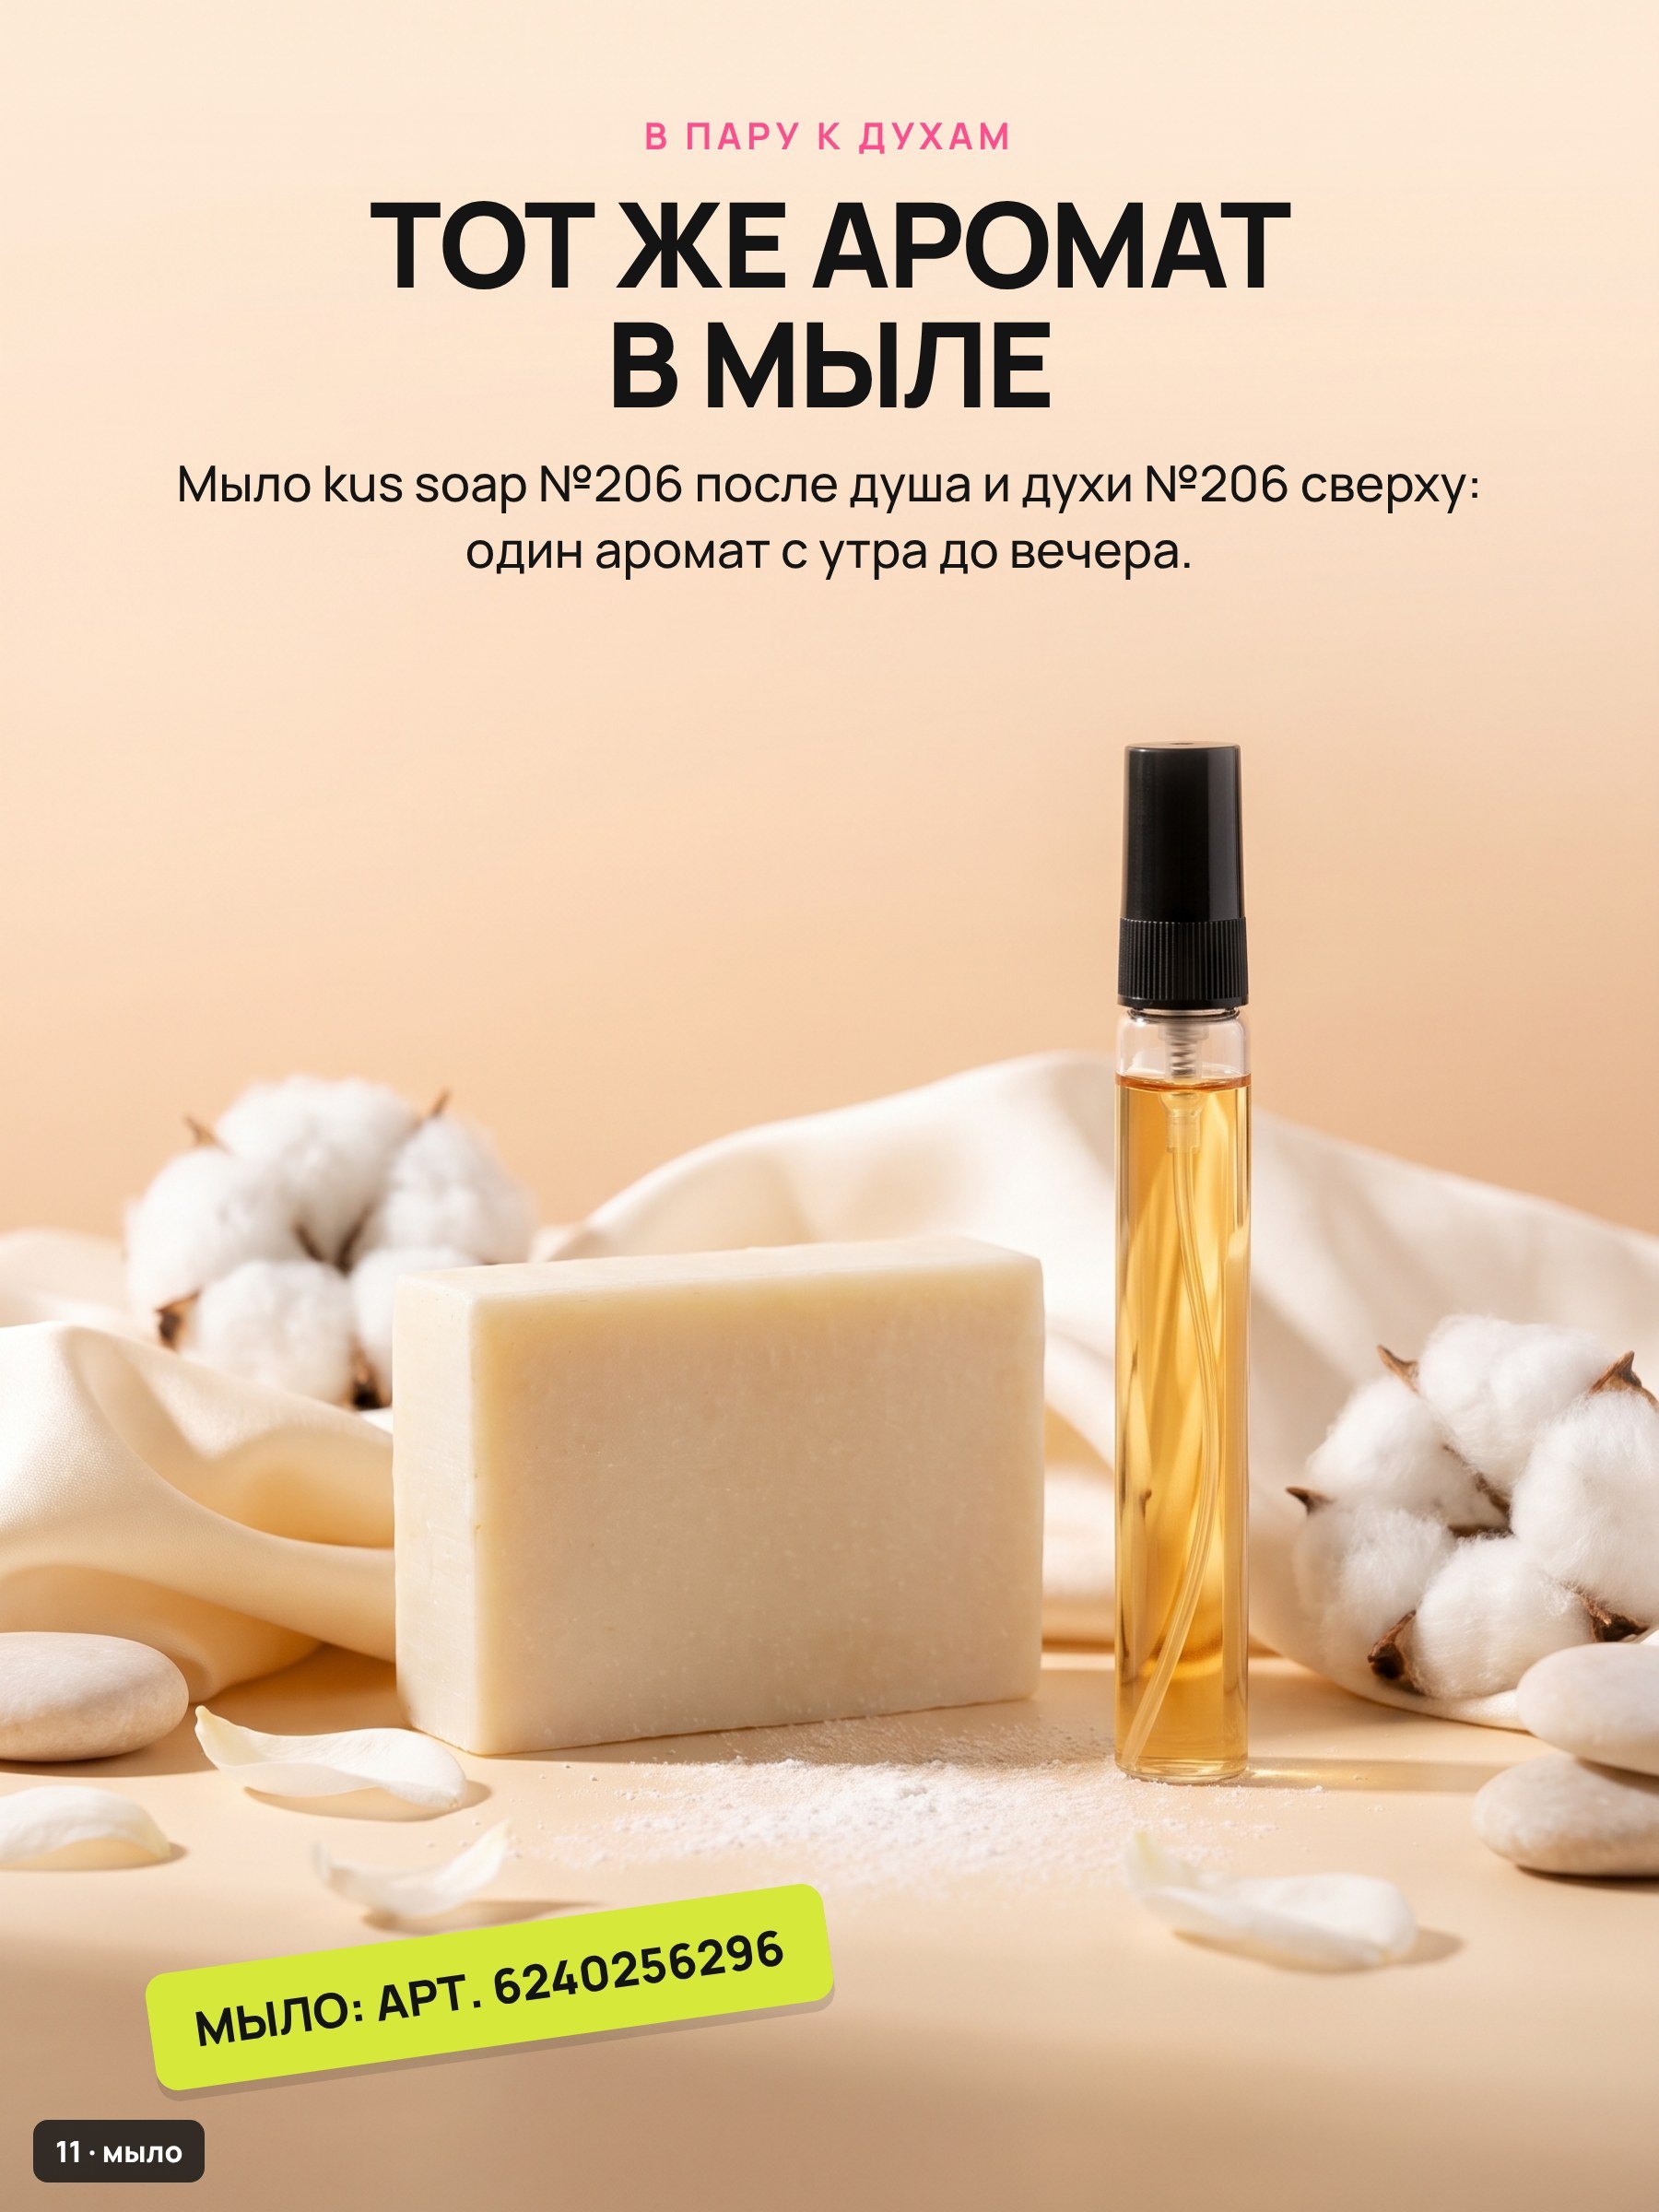 В ПАРУ К ДУХАМ
ТОТ ЖЕ АРОМАТ
В МЫЛЕ
Мыло kus soap №206 после душа и духи №206 сверху:
один аромат с утра до вечера.
МЫЛО: АРТ. 6240256296
11 · мыло